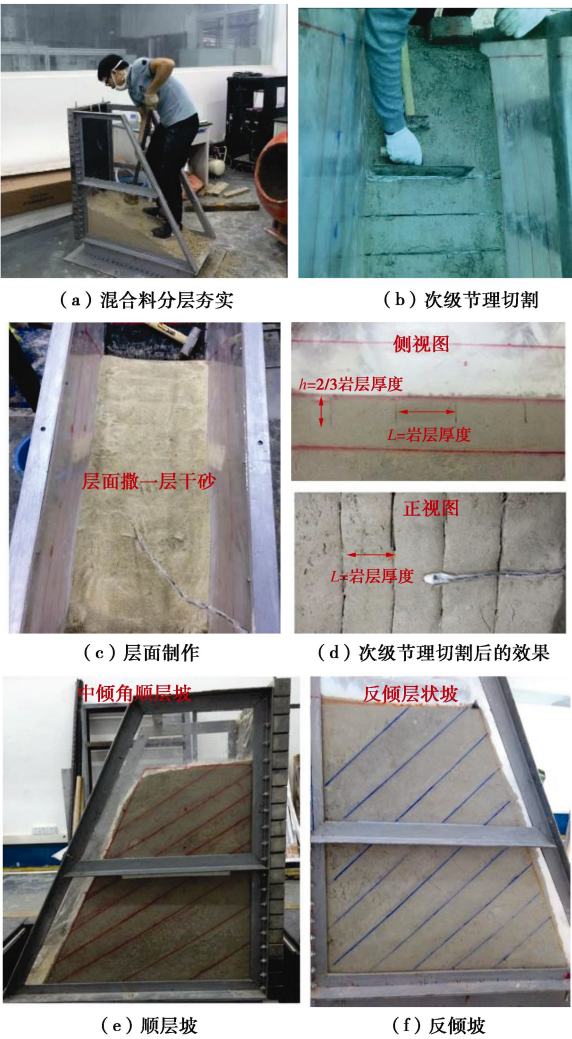 （a）混合料分层夯实
（b）次级节理切割
层面撒一层干砂
侧视图
h=2/3岩层厚度
L=岩层厚度
正视图
L=岩层厚度
（c）层面制作
（d）次级节理切割后的效果
中倾角顺层坡
反倾层状坡
（e）顺层坡
（f）反倾坡